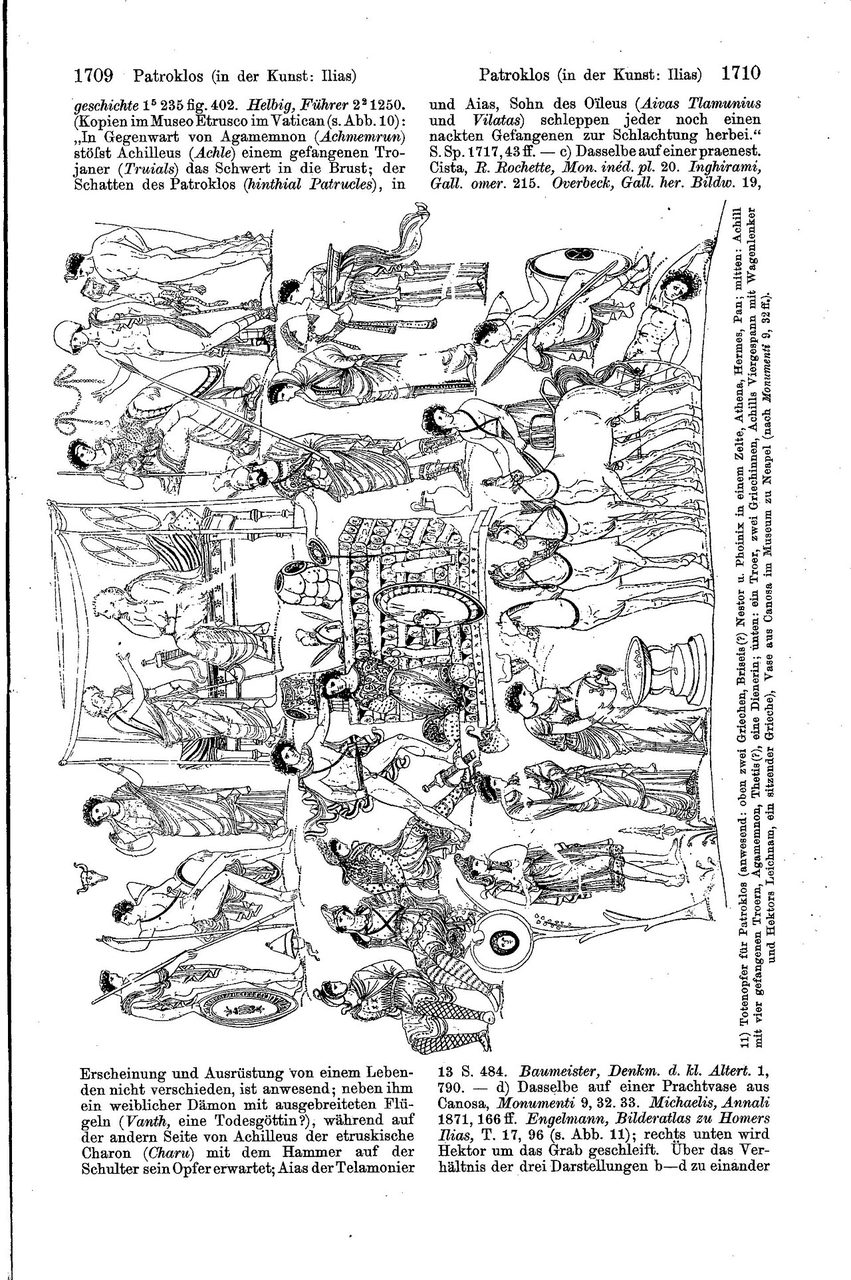 1709 Patroklos (in der Kunst: Ilias)
Patroklos (in der Kunst: Ilias) 1710
geschichte 1⁵ 235 fig. 402. Helbig, Führer 2² 1250.
(Kopien im Museo Etrusco im Vatican (s. Abb. 10):
„In Gegenwart von Agamemnon (Achmemrun)
stöſst Achilleus (Achle) einem gefangenen Tro-
janer (Truials) das Schwert in die Brust; der
Schatten des Patroklos (hinthial Patrucles), in
und Aias, Sohn des Oïleus (Aivas Tlamunius
und Vilatas) schleppen jeder noch einen
nackten Gefangenen zur Schlachtung herbei.“
S. Sp. 1717, 43 ff. — c) Dasselbe auf einer praenest.
Cista, R. Rochette, Mon. inéd. pl. 20. Inghirami,
Gall. omer. 215. Overbeck, Gall. her. Bildw. 19,
11) Totenopfer für Patroklos (anwesend: oben zwei Griechen, Briseïs(?) Nestor u. Phoinix in einem Zelte, Athena, Hermes, Pan; mitten: Achill
mit vier gefangenen Troern, Agamemnon, Thetis(?), eine Dienerin; unten: ein Troer, zwei Griechinnen, Achills Viergespann mit Wagenlenker
und Hektors Leichnam, ein sitzender Grieche), Vase aus Canosa im Museum zu Neapel (nach Monumenti 9, 32 ff.).
Erscheinung und Ausrüstung von einem Leben-
den nicht verschieden, ist anwesend; neben ihm
ein weiblicher Dämon mit ausgebreiteten Flü-
geln (Vanth, eine Todesgöttin?), während auf
der andern Seite von Achilleus der etruskische
Charon (Charu) mit dem Hammer auf der
Schulter sein Opfer erwartet; Aias der Telamonier
13 S. 484. Baumeister, Denkm. d. kl. Altert. 1,
790. — d) Dasselbe auf einer Prachtvase aus
Canosa, Monumenti 9, 32. 33. Michaelis, Annali
1871, 166 ff. Engelmann, Bilderatlas zu Homers
Ilias, T. 17, 96 (s. Abb. 11); rechts unten wird
Hektor um das Grab geschleift. Über das Ver-
hältnis der drei Darstellungen b—d zu einander